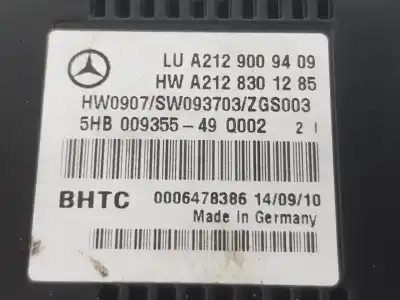 LU A212 900 94 09
HW A212 830 12 85
HW0907/SW093703/ZGS003
5HB 009355-49 Q002 2 I
BHTC 0006478386 14/09/10
Made in Germany